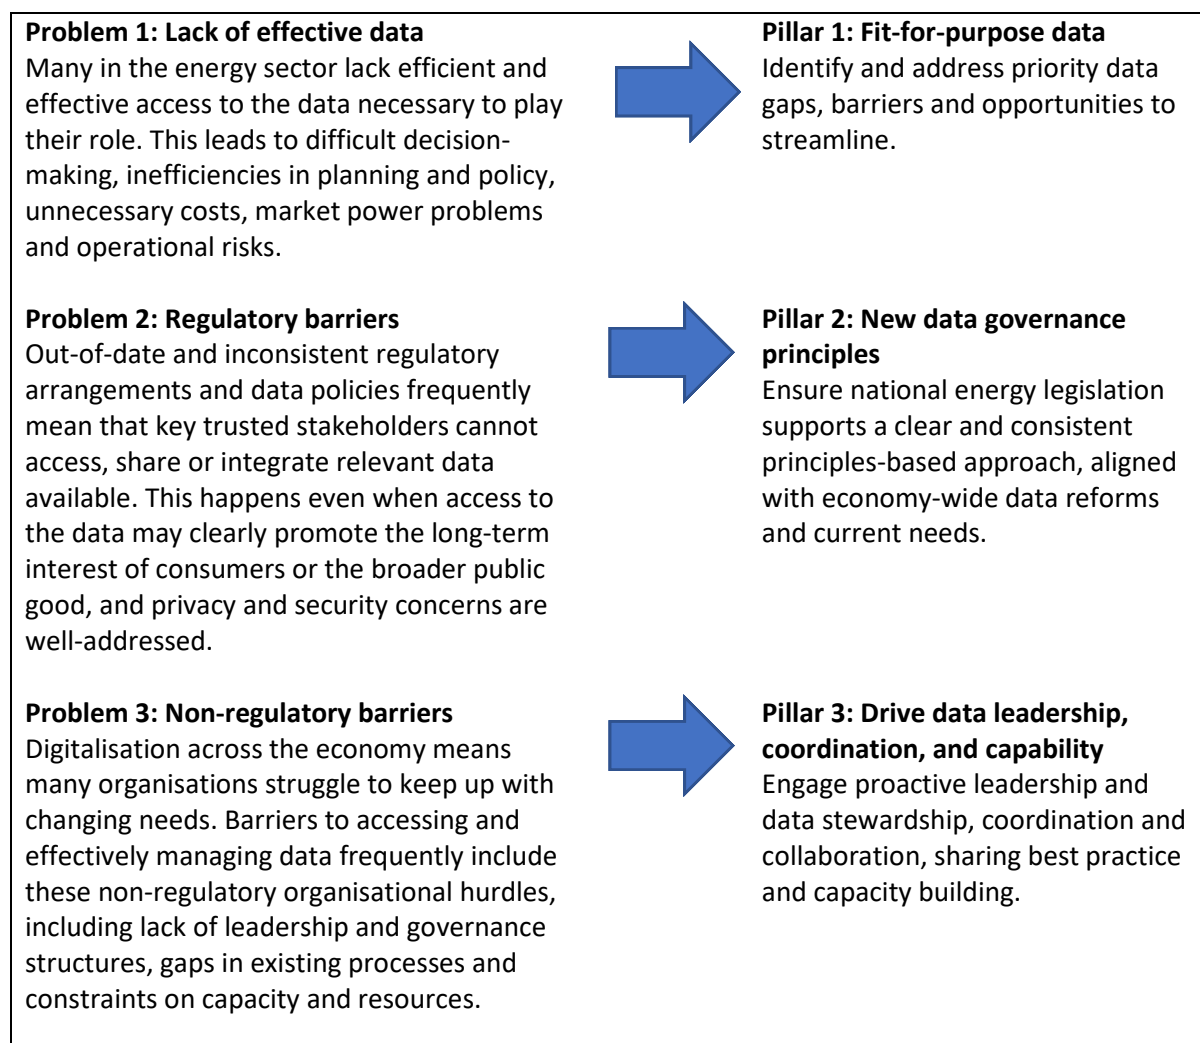 Problem 1: Lack of effective data
Many in the energy sector lack efficient and
effective access to the data necessary to play
their role. This leads to difficult decision-
making, inefficiencies in planning and policy,
unnecessary costs, market power problems
and operational risks.
Pillar 1: Fit-for-purpose data
Identify and address priority data
gaps, barriers and opportunities to
streamline.
Problem 2: Regulatory barriers
Out-of-date and inconsistent regulatory
arrangements and data policies frequently
mean that key trusted stakeholders cannot
access, share or integrate relevant data
available. This happens even when access to
the data may clearly promote the long-term
interest of consumers or the broader public
good, and privacy and security concerns are
well-addressed.
Pillar 2: New data governance
principles
Ensure national energy legislation
supports a clear and consistent
principles-based approach, aligned
with economy-wide data reforms
and current needs.
Problem 3: Non-regulatory barriers
Digitalisation across the economy means
many organisations struggle to keep up with
changing needs. Barriers to accessing and
effectively managing data frequently include
these non-regulatory organisational hurdles,
including lack of leadership and governance
structures, gaps in existing processes and
constraints on capacity and resources.
Pillar 3: Drive data leadership,
coordination, and capability
Engage proactive leadership and
data stewardship, coordination and
collaboration, sharing best practice
and capacity building.